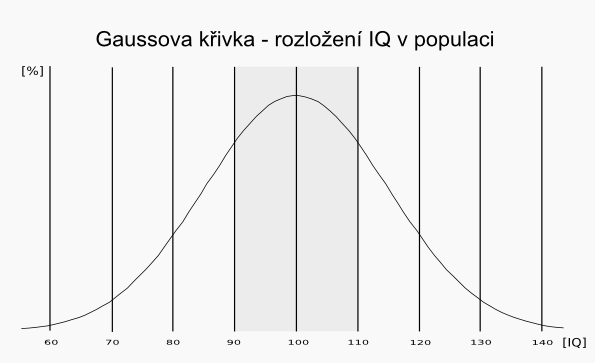 Gaussova křivka - rozložení IQ v populaci
[%]
60 70 80 90 100 110 120 130 140 [IQ]